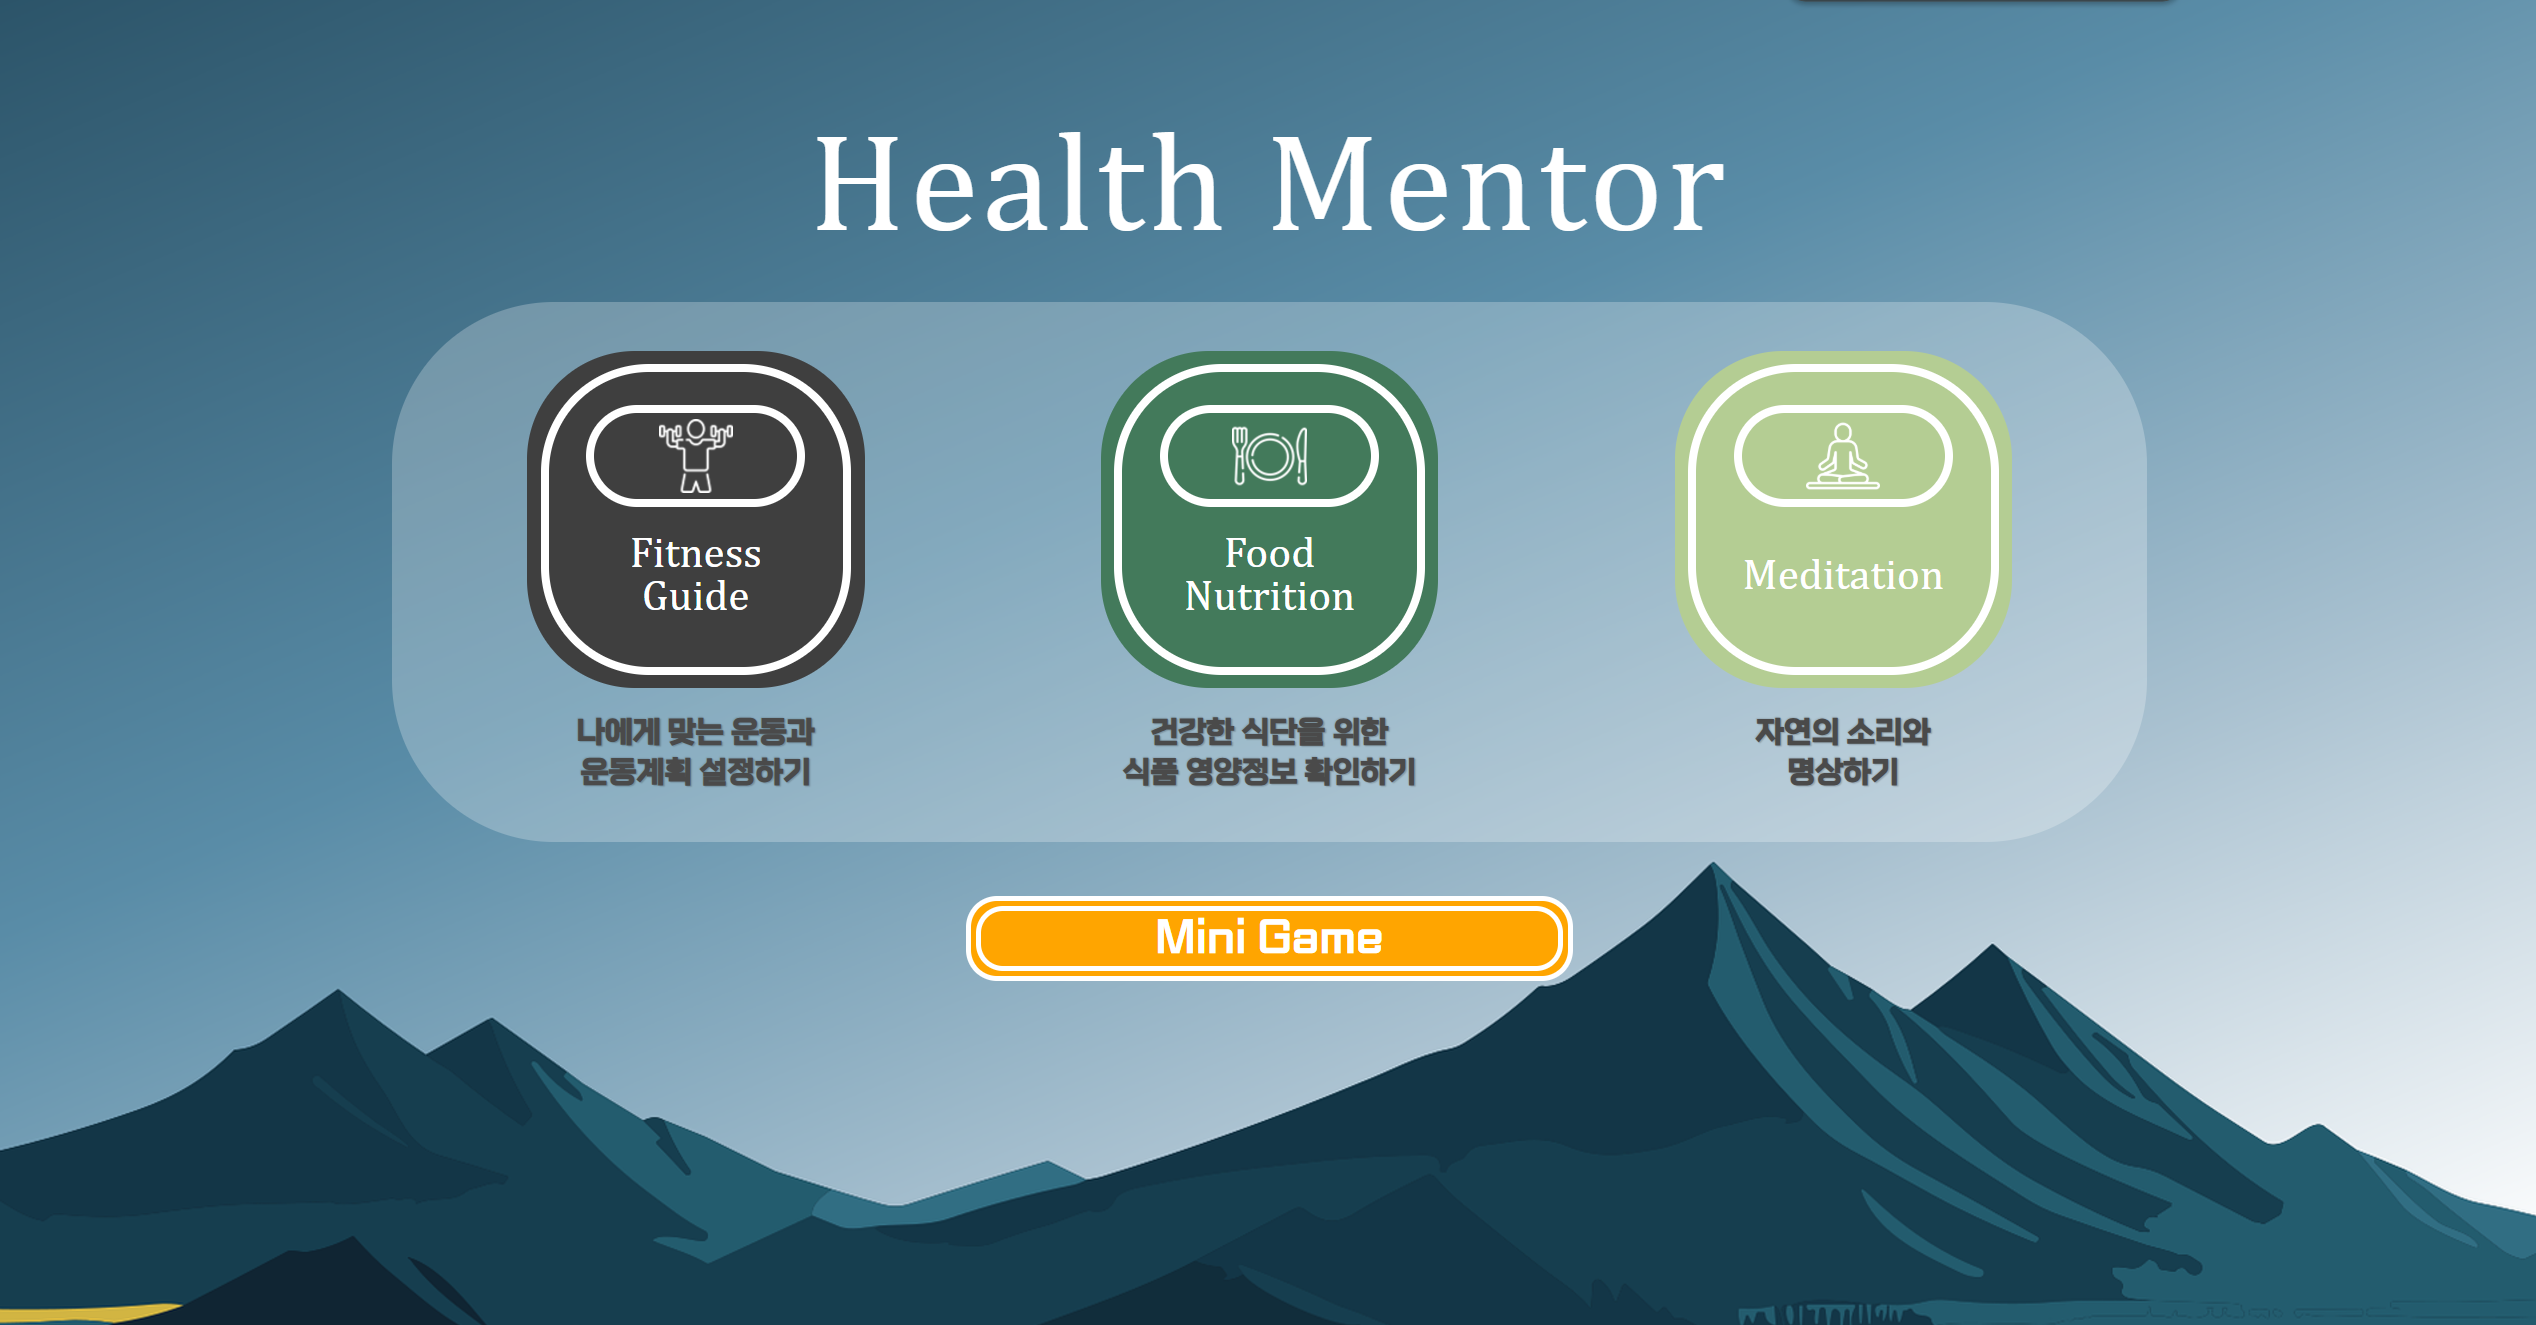 Health Mentor
Fitness
Guide
Food
Nutrition
Meditation
나에게 맞는 운동과
운동계획 설정하기
건강한 식단을 위한
식품 영양정보 확인하기
자연의 소리와
명상하기
Mini Game